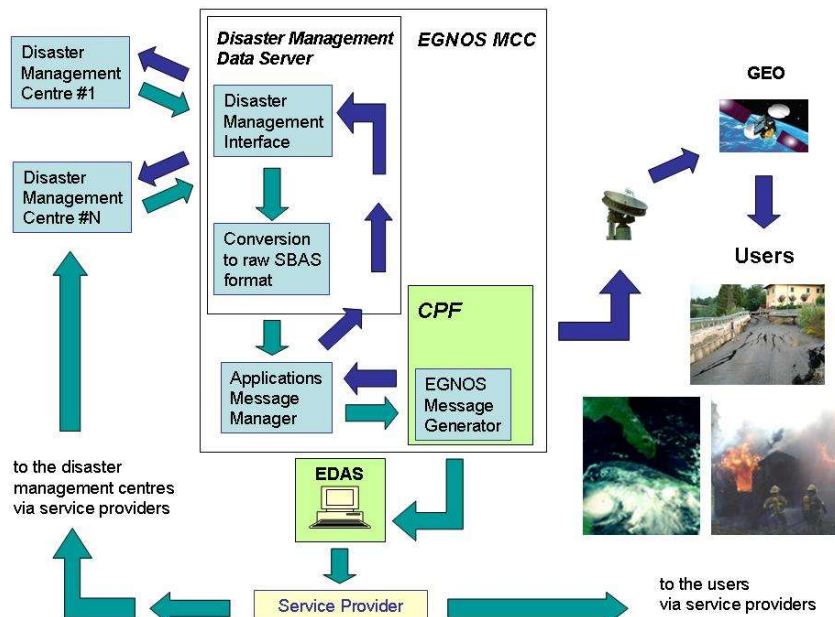 Disaster
Management
Centre #1
Disaster
Management
Centre #N
Disaster Management
Data Server
EGNOS MCC
Disaster
Management
Interface
Conversion
to raw SBAS
format
Applications
Message
Manager
CPF
EGNOS
Message
Generator
GEO
Users
to the disaster
management centres
via service providers
EDAS
Service Provider
to the users
via service providers